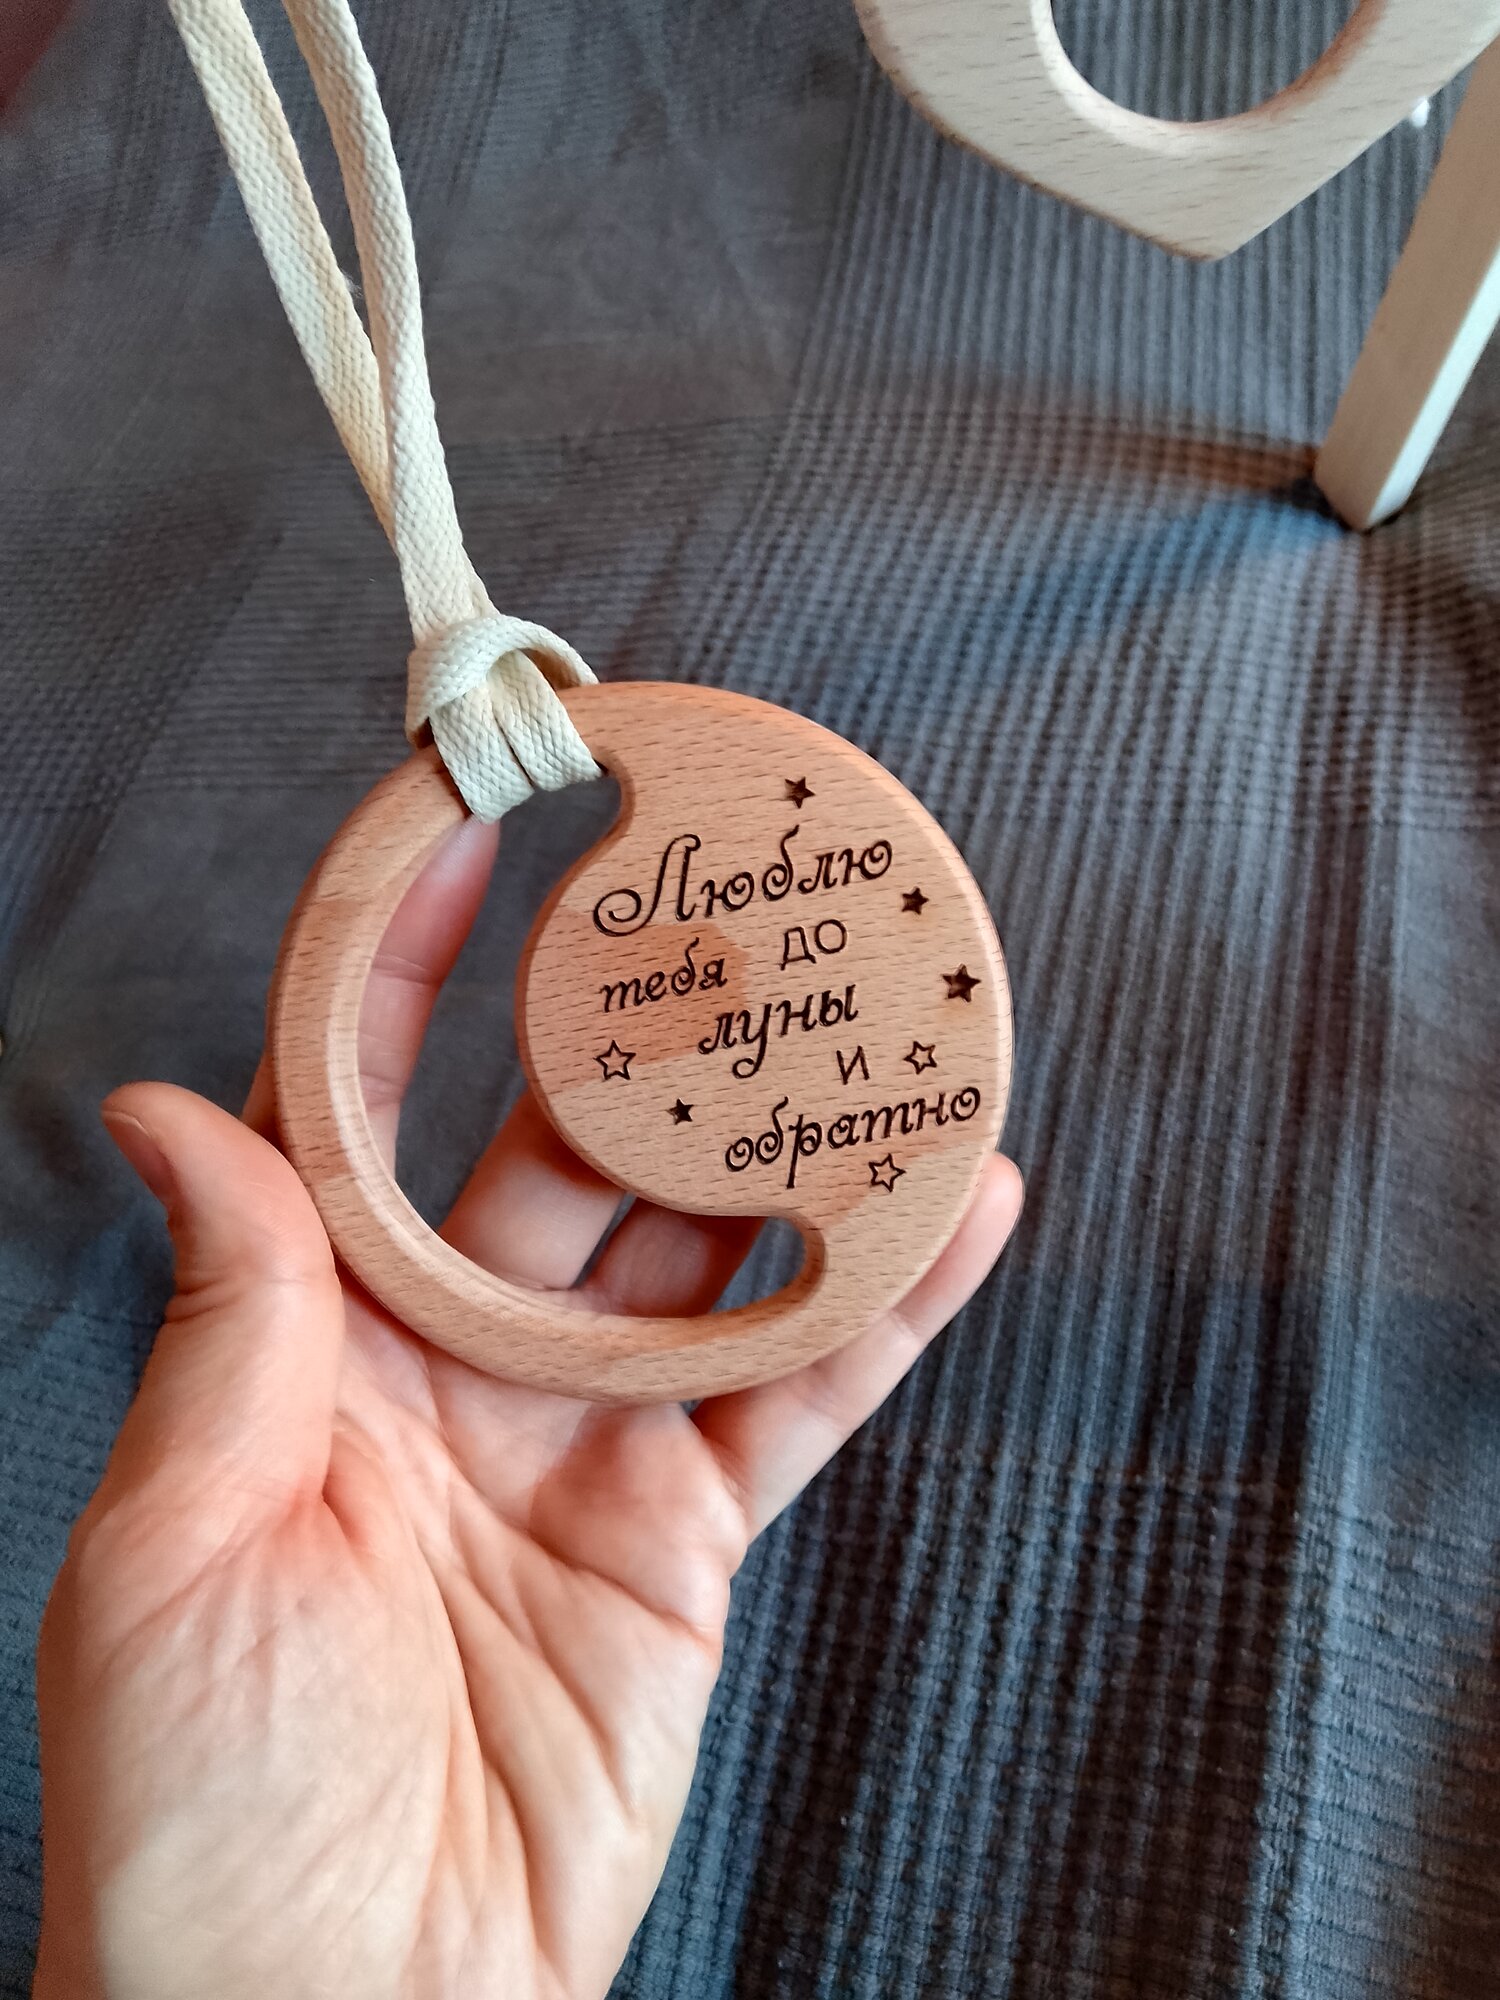 Люблю
тебя до
луны
и
обратно